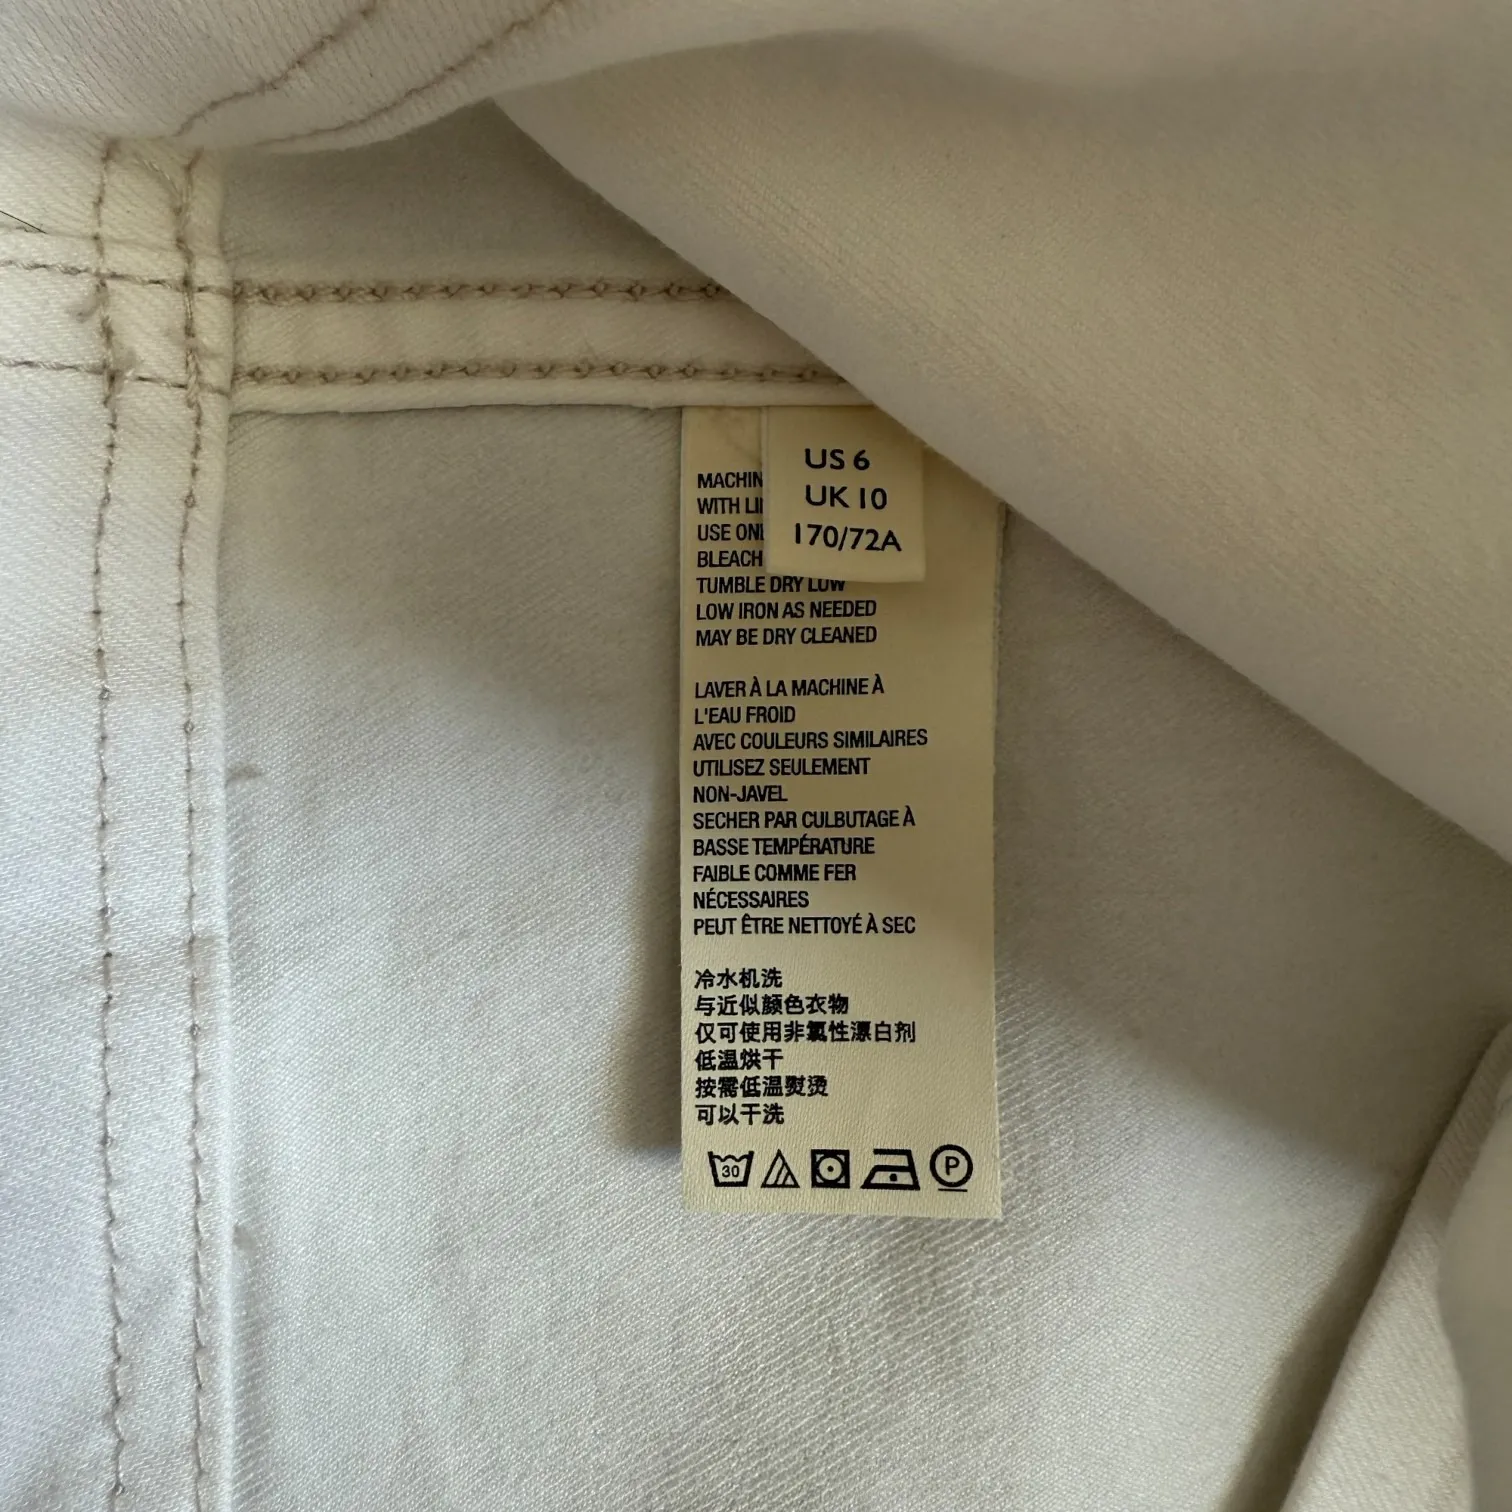 US 6
UK 10
170/72A
WITH
USE
BLEACH
TUMBLE DRY LOW
LOW IRON AS NEEDED
MAY BE DRY CLEANED
LAVER À LA MACHINE À
L'EAU FROID
AVEC COULEURS SIMILAIRES
UTILISEZ SEULEMENT
NON-JAVEL
SECHER PAR CULBUTAGE À
BASSE TEMPÉRATURE
FAIBLE COMME FER
NÉCESSAIRES
PEUT ÊTRE NETTOYÉ À SEC
冷水机洗
与近似颜色衣物
仅可使用非氯性漂白剂
低温烘干
按需低温熨烫
可以干洗
30 P